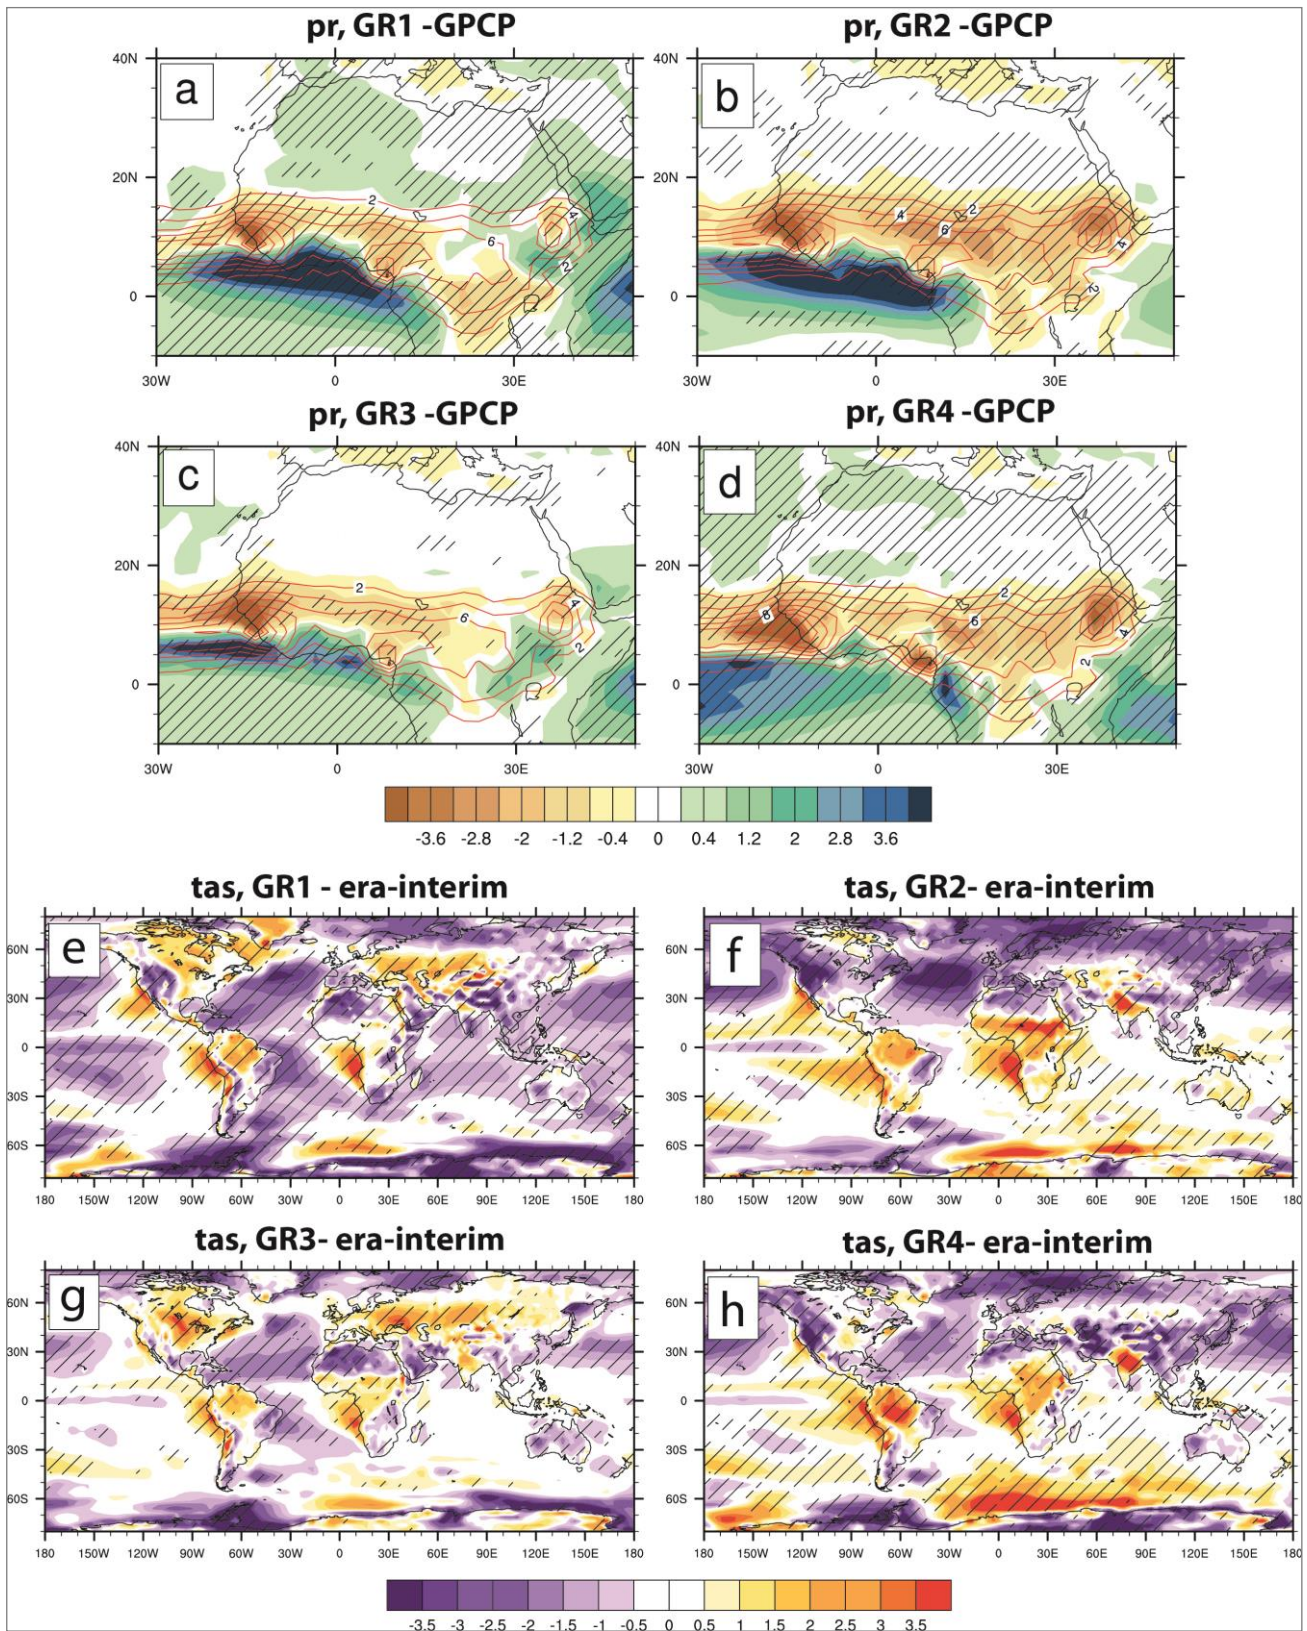 pr, GR1 -GPCP
pr, GR2 -GPCP
a
b
40N
20N
0
40N
20N
0
2
4
6
2
4
2
6
4
2
30W
0
30E
30W
0
30E
pr, GR3 -GPCP
pr, GR4 -GPCP
c
d
40N
20N
0
40N
20N
0
2
4
6
2
2
8
6
4
2
30W
0
30E
30W
0
30E
-3.6
-2.8
-2
-1.2
-0.4
0
0.4
1.2
2
2.8
3.6
tas, GR1 - era-interim
tas, GR2- era-interim
e
f
60N
30N
0
30S
60S
60N
30N
0
30S
60S
180 150W 120W 90W 60W 30W 0 30E 60E 90E 120E 150E 180
180 150W 120W 90W 60W 30W 0 30E 60E 90E 120E 150E 180
tas, GR3- era-interim
tas, GR4- era-interim
g
h
60N
30N
0
30S
60S
60N
30N
0
30S
60S
180 150W 120W 90W 60W 30W 0 30E 60E 90E 120E 150E 180
180 150W 120W 90W 60W 30W 0 30E 60E 90E 120E 150E 180
-3.5 -3 -2.5 -2 -1.5 -1 -0.5 0 0.5 1 1.5 2 2.5 3 3.5